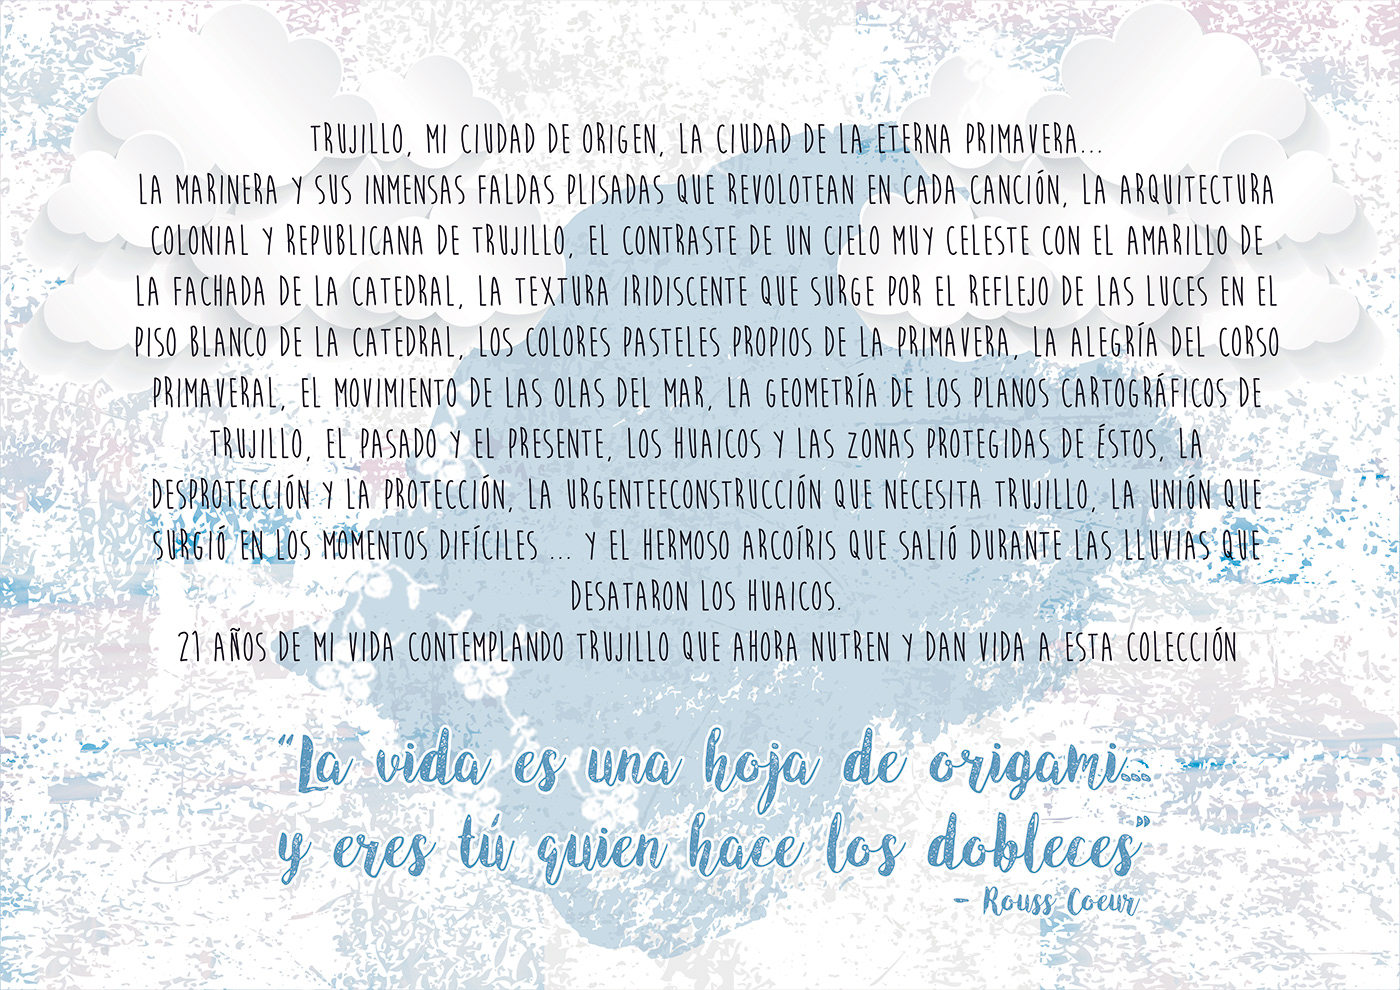 TRUJILLO, MI CIUDAD DE ORIGEN, LA CIUDAD DE LA ETERNA PRIMAVERA...
LA MARINERA Y SUS INMENSAS FALDAS PLISADAS QUE REVOLOTEAN EN CADA CANCIÓN, LA ARQUITECTURA
COLONIAL Y REPUBLICANA DE TRUJILLO, EL CONTRASTE DE UN CIELO MUY CELESTE CON EL AMARILLO DE
LA FACHADA DE LA CATEDRAL, LA TEXTURA IRIDISCENTE QUE SURGE POR EL REFLEJO DE LAS LUCES EN EL
PISO BLANCO DE LA CATEDRAL, LOS COLORES PASTELES PROPIOS DE LA PRIMAVERA, LA ALEGRÍA DEL CORSO
PRIMAVERAL, EL MOVIMIENTO DE LAS OLAS DEL MAR, LA GEOMETRÍA DE LOS PLANOS CARTOGRÁFICOS DE
TRUJILLO, EL PASADO Y EL PRESENTE, LOS HUAICOS Y LAS ZONAS PROTEGIDAS DE ÉSTOS, LA
DESPROTECCIÓN Y LA PROTECCIÓN, LA URGENTEECONSTRUCCIÓN QUE NECESITA TRUJILLO, LA UNIÓN QUE
SURGIÓ EN LOS MOMENTOS DIFÍCILES ... Y EL HERMOSO ARCOÍRIS QUE SALIÓ DURANTE LAS LLUVIAS QUE
DESATARON LOS HUAICOS.
21 AÑOS DE MI VIDA CONTEMPLANDO TRUJILLO QUE AHORA NUTREN Y DAN VIDA A ESTA COLECCIÓN
"La vida es una hoja de origami...
y eres tú quien hace los dobleces"
- Rouss Coeur